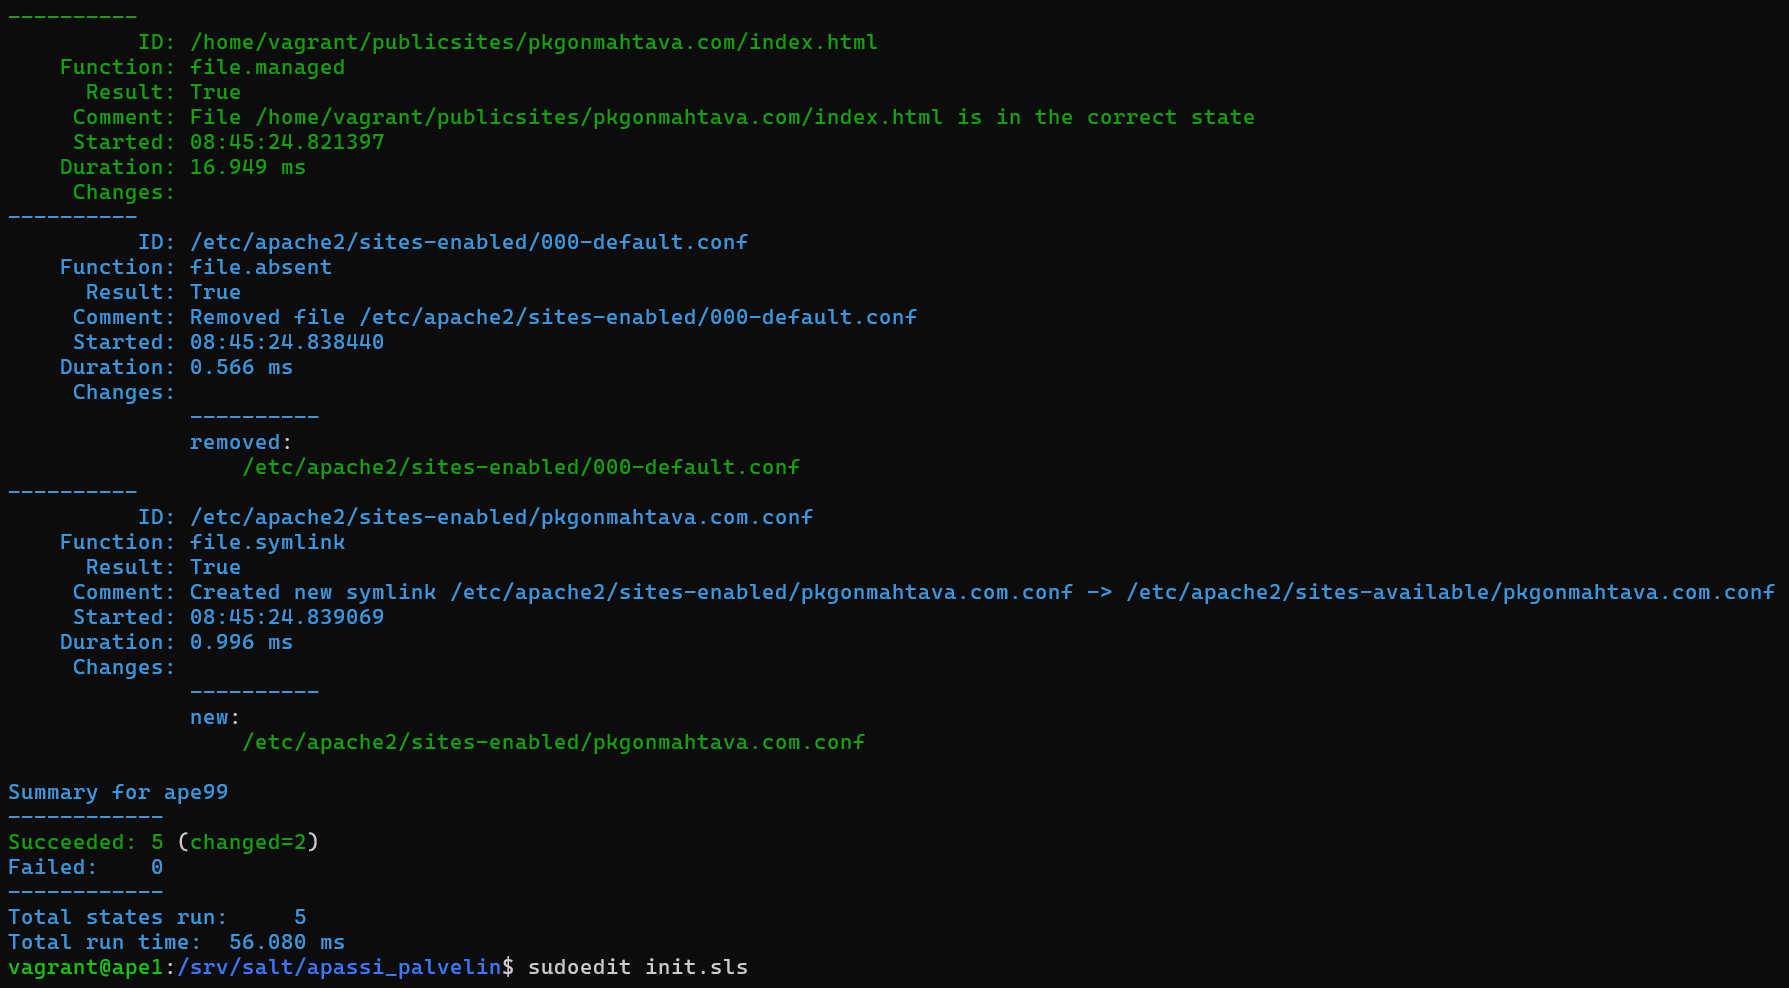 ----------
          ID: /home/vagrant/publicsites/pkgonmahtava.com/index.html
    Function: file.managed
      Result: True
     Comment: File /home/vagrant/publicsites/pkgonmahtava.com/index.html is in the correct state
     Started: 08:45:24.821397
    Duration: 16.949 ms
     Changes:
----------
          ID: /etc/apache2/sites-enabled/000-default.conf
    Function: file.absent
      Result: True
     Comment: Removed file /etc/apache2/sites-enabled/000-default.conf
     Started: 08:45:24.838440
    Duration: 0.566 ms
     Changes:
              ----------
              removed:
                  /etc/apache2/sites-enabled/000-default.conf
----------
          ID: /etc/apache2/sites-enabled/pkgonmahtava.com.conf
    Function: file.symlink
      Result: True
     Comment: Created new symlink /etc/apache2/sites-enabled/pkgonmahtava.com.conf -> /etc/apache2/sites-available/pkgonmahtava.com.conf
     Started: 08:45:24.839069
    Duration: 0.996 ms
     Changes:
              ----------
              new:
                  /etc/apache2/sites-enabled/pkgonmahtava.com.conf

Summary for ape99
------------
Succeeded: 5 (changed=2)
Failed:    0
------------
Total states run:     5
Total run time:  56.080 ms
vagrant@ape1:/srv/salt/apassi_palvelin$ sudoedit init.sls